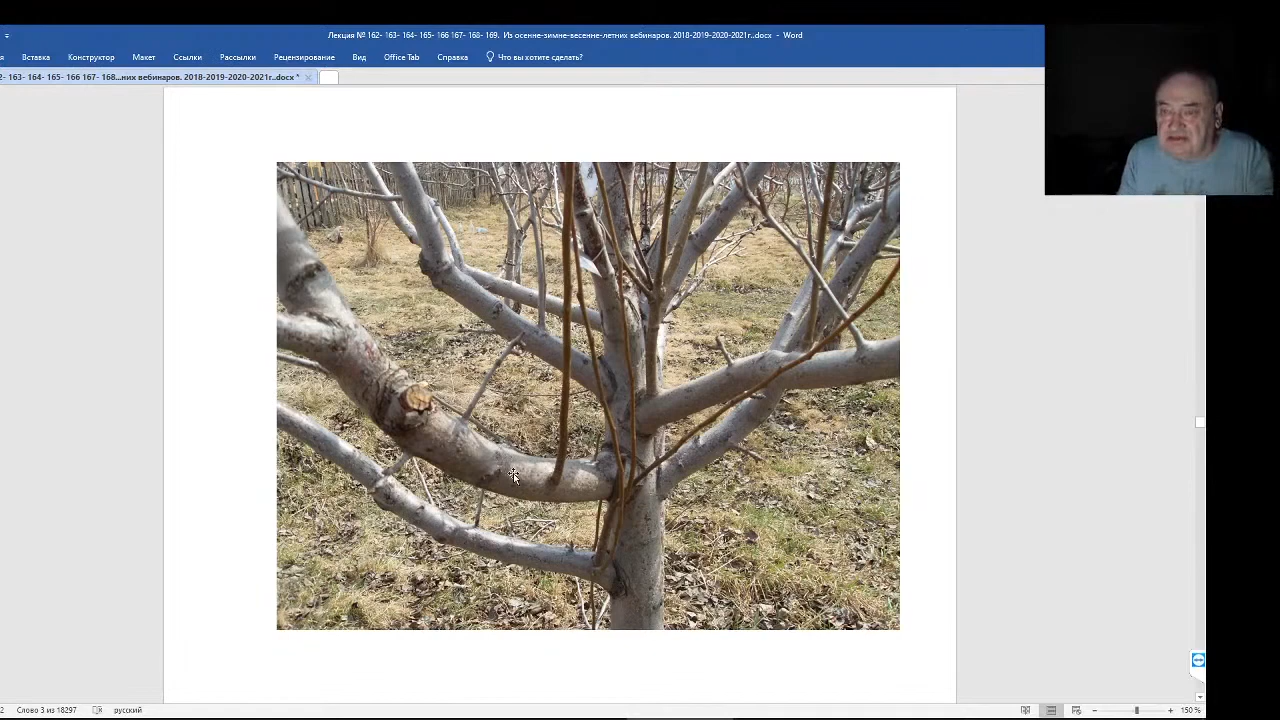 Лекция № 162- 163- 164- 165- 166 167- 168- 169. Из осенне-зимне-весенне-летних вебинаров. 2018-2019-2020-2021г..docx - Word
Вставка Конструктор Макет Ссылки Рассылки Рецензирование Вид Office Tab Справка Что вы хотите сделать?
2- 163- 164- 165- 166 167- 168...них вебинаров. 2018-2019-2020-2021г..docx *
2 Слово 3 из 18297 русский 150 %